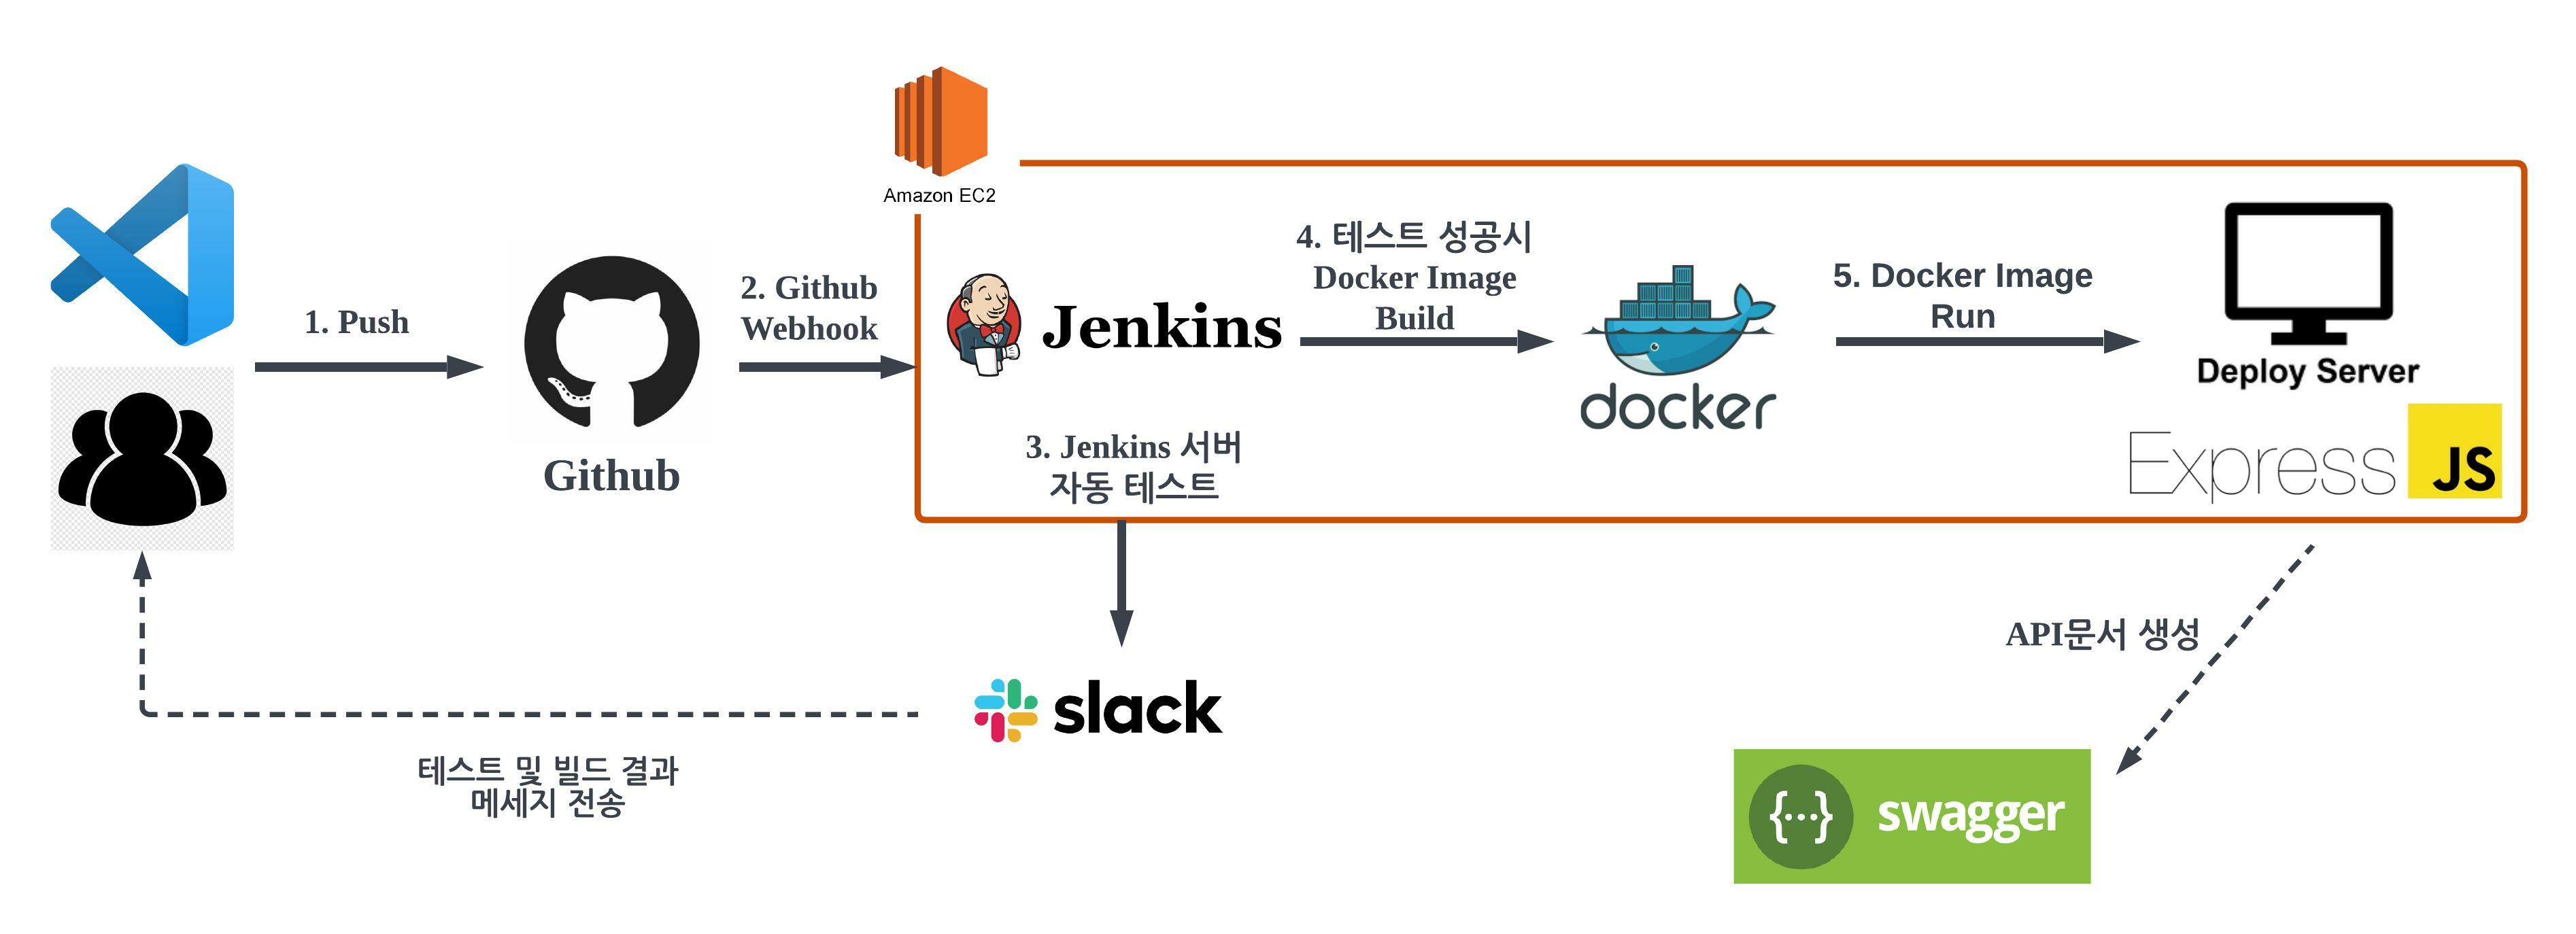 Amazon EC2
1. Push
Github
2. Github
Webhook
Jenkins
3. Jenkins 서버
자동 테스트
4. 테스트 성공시
Docker Image
Build
docker
5. Docker Image
Run
Deploy Server
Express
JS
slack
테스트 및 빌드 결과
메세지 전송
API문서 생성
{...}
swagger